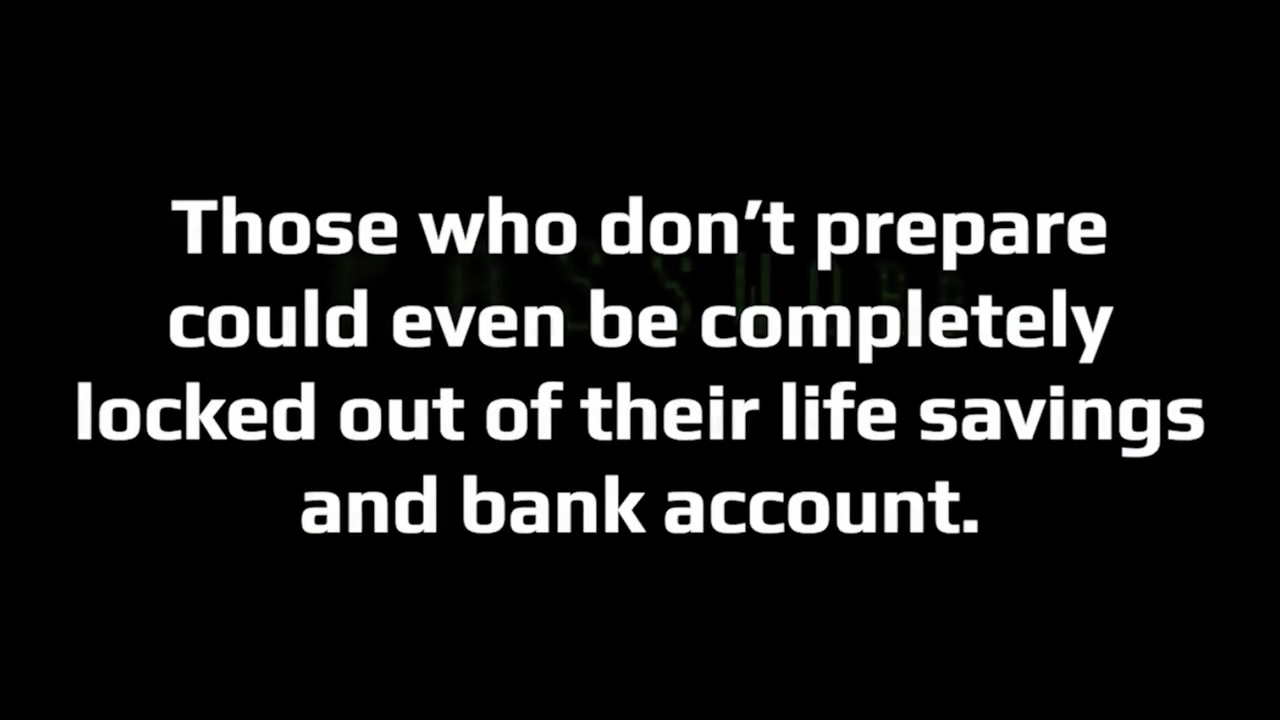 Those who don’t prepare
could even be completely
locked out of their life savings
and bank account.